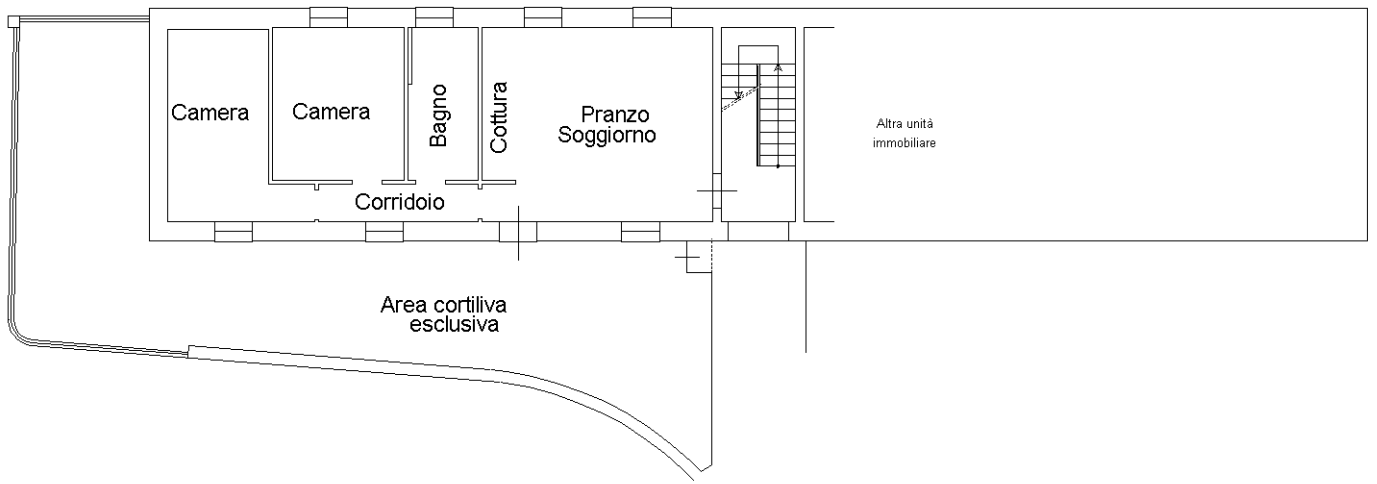 Camera
Camera
Bagno
Cottura
Pranzo
Soggiorno
Altra unità
immobiliare
Corridoio
Area cortiliva
esclusiva